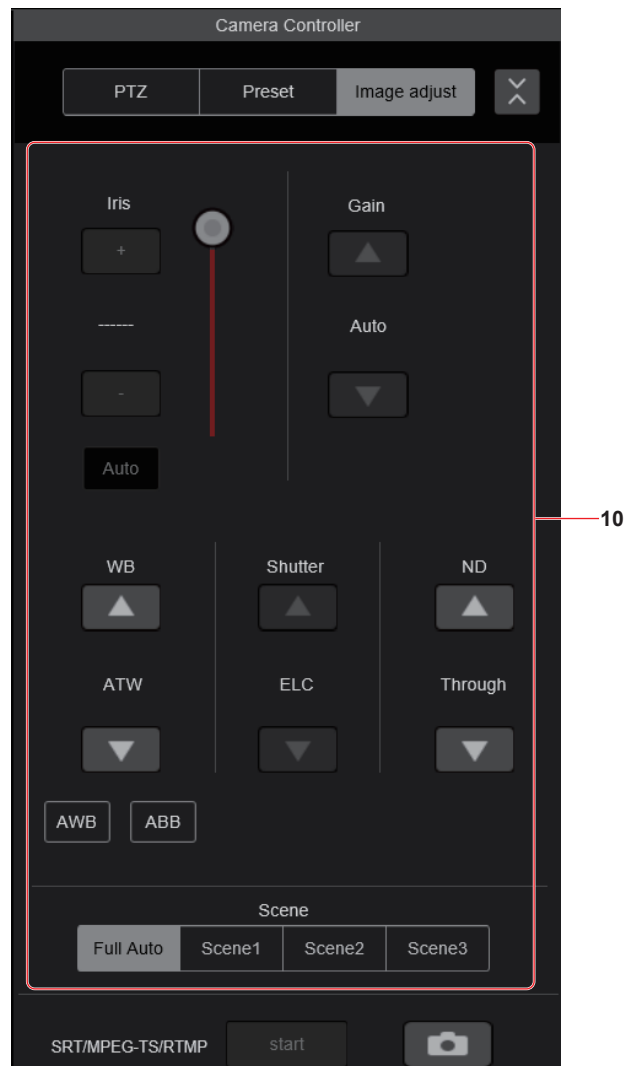 Camera Controller
PTZ Preset Image adjust
Iris Gain
+
------ Auto
-
Auto
10
WB Shutter ND
ATW ELC Through
AWB ABB
Scene
Full Auto Scene1 Scene2 Scene3
SRT/MPEG-TS/RTMP start